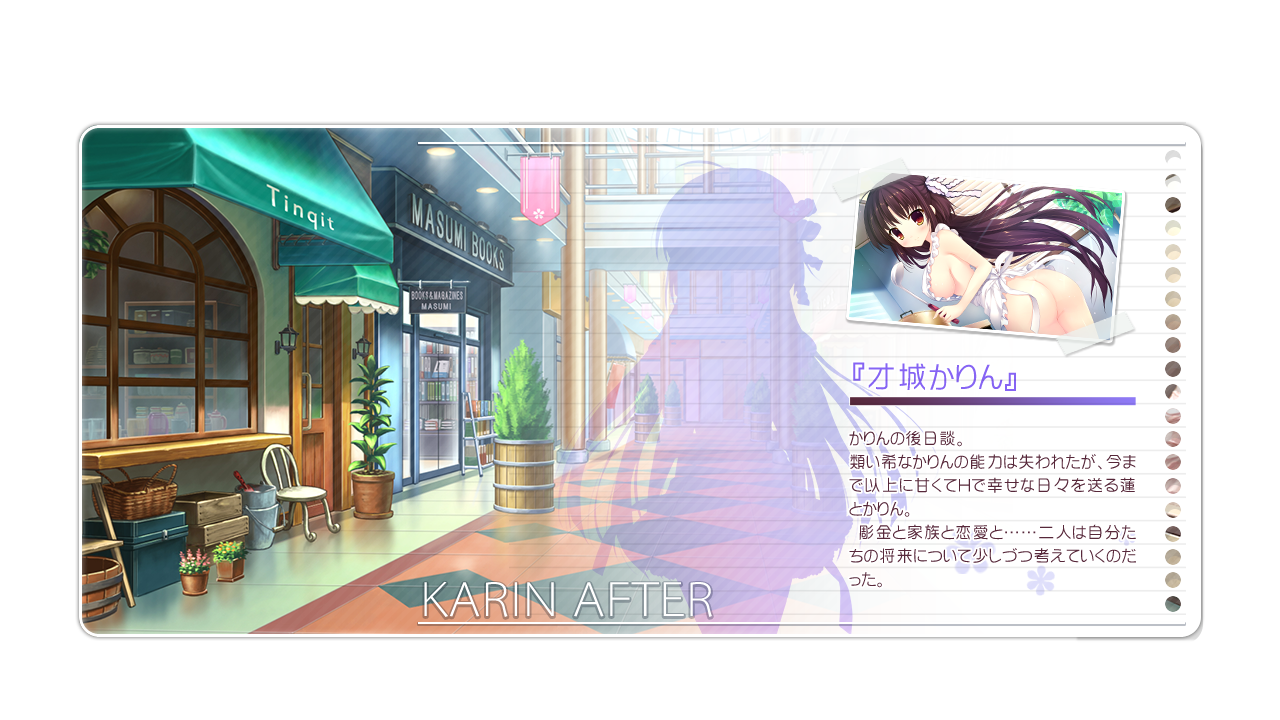 Tinqit
MASUMI BOOKS
BOOKS&MAGAZINES
MASUMI
『才城かりん』
かりんの後日談。
類い希なかりんの能力は失われたが、今ま
で以上に甘くてHで幸せな日々を送る蓮
とかりん。
彫金と家族と恋愛と……二人は自分た
ちの将来について少しづつ考えていくのだ
った。
KARIN AFTER